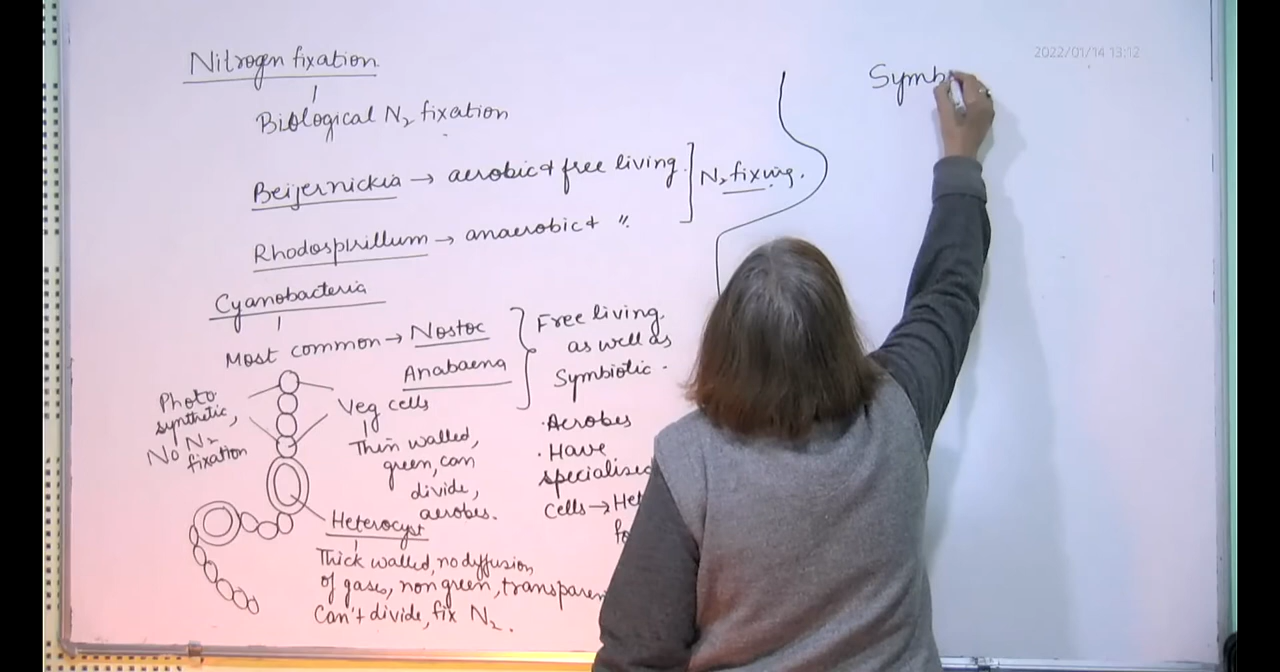 Nitrogen fixation
Biological N₂ fixation
Beijernickia → aerobic & free living
Rhodospirillum → anaerobic & "
N₂ fixing.
Cyanobacteria
Most common → Nostoc
Anabaena
Free living
as well as
Symbiotic.
Photo
synthetic,
No N₂
fixation
Veg cells
Thin walled,
green, can
divide,
aerobes.
· Aerobes
· Have
specialised
cells →
Heterocyst
Thick walled, no diffusion
of gases, non green, transparen
Can't divide, fix N₂.
2022/01/14 13:12
Symb